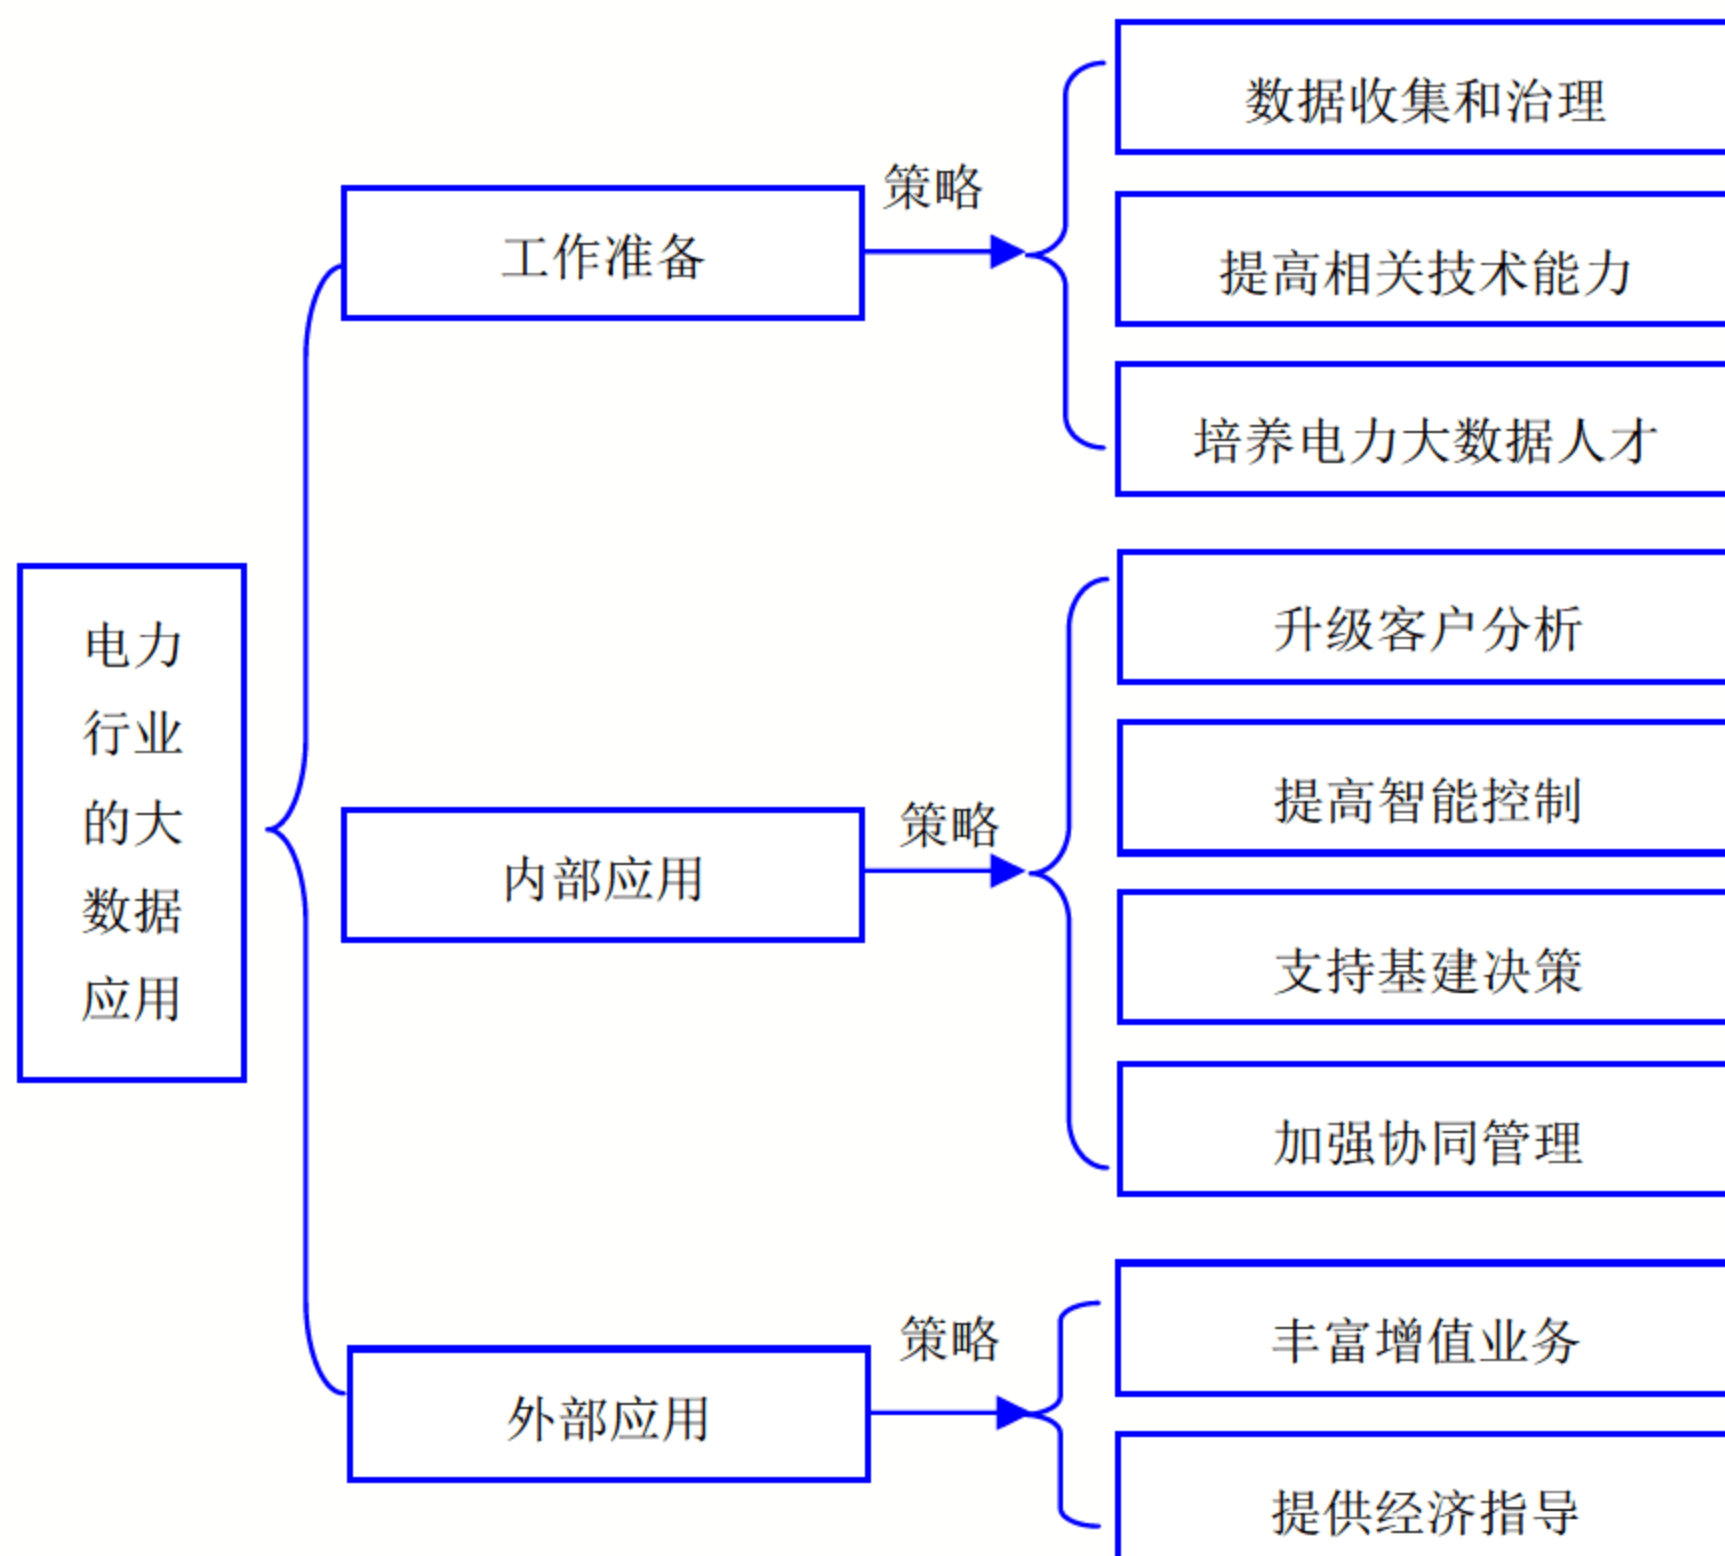 电力
行业
的大
数据
应用
工作准备
策略
数据收集和治理
提高相关技术能力
培养电力大数据人才
内部应用
策略
升级客户分析
提高智能控制
支持基建决策
加强协同管理
外部应用
策略
丰富增值业务
提供经济指导